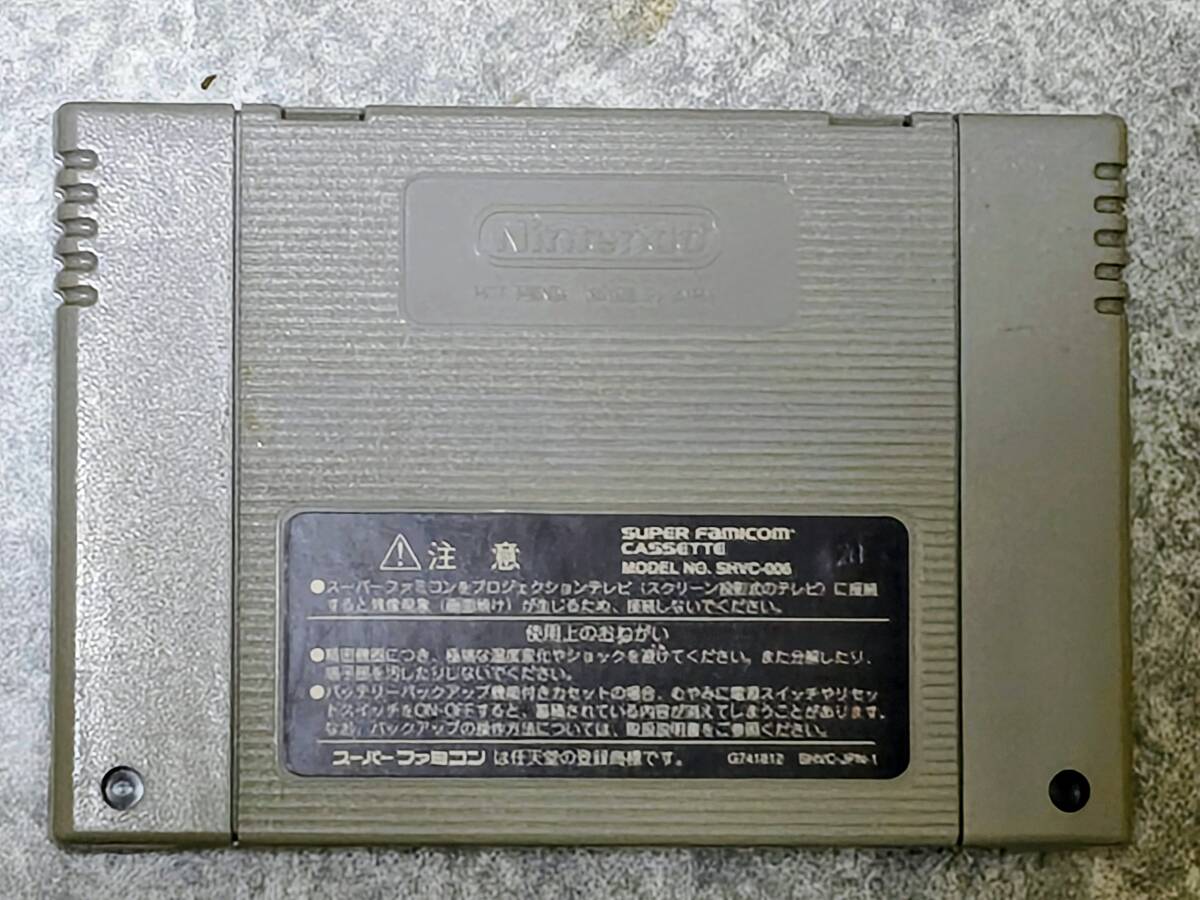 Nintendo
注意
SUPER FAMICOM
CASSETTE
MODEL NO. SHVC-006
●スーパーファミコンをプロジェクションテレビ（スクリーン投影式のテレビ）に接続
すると残像現象（画面焼け）が生じるため、接続しないでください。
使用上のおねがい
●精密機器につき、極端な温度変化やショックを避けてください。また分解したり、
端子部を汚したりしないでください。
●バッテリーバックアップ機能付きカセットの場合、むやみに電源スイッチやリセッ
トスイッチをON-OFFすると、蓄積されている内容が消えてしまうことがあります。
なお、バックアップの操作方法については、取扱説明書をご参照ください。
スーパーファミコン は任天堂の登録商標です。 G741812 SHVC-JPN-1